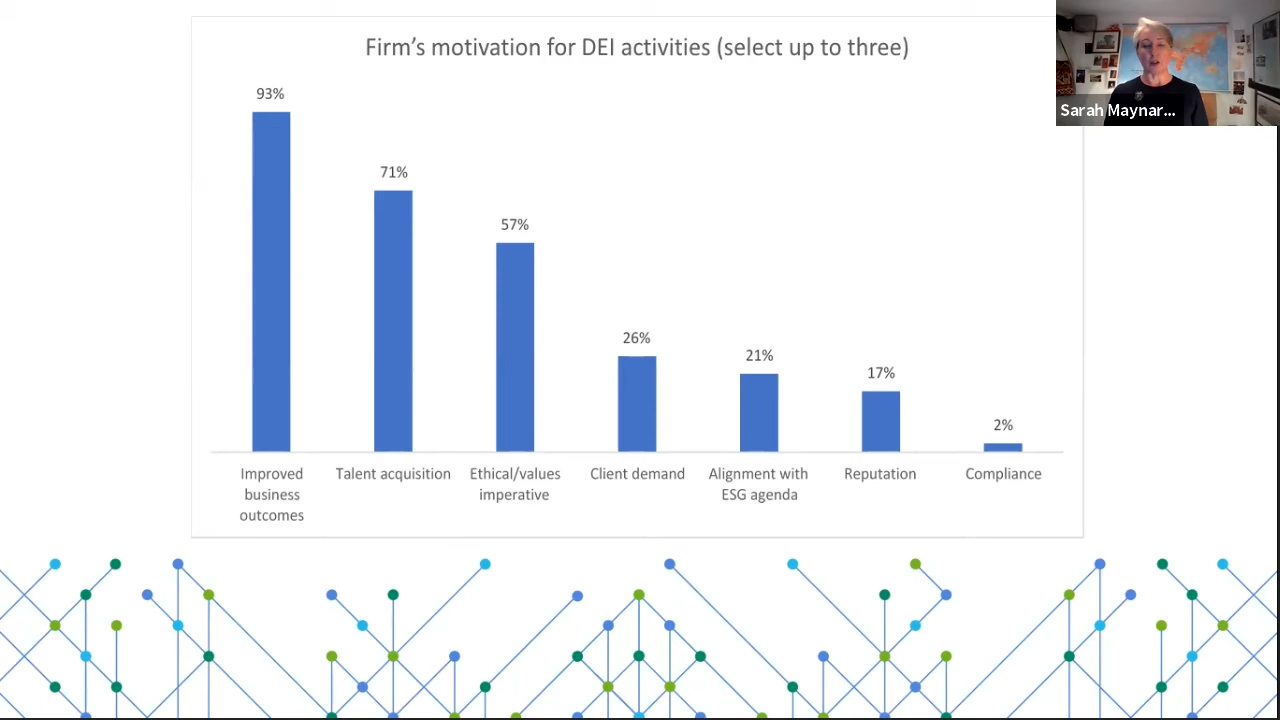 Firm's motivation for DEI activities (select up to three)
93%
71%
57%
26%
21%
17%
2%
Improved
business
outcomes
Talent acquisition
Ethical/values
imperative
Client demand
Alignment with
ESG agenda
Reputation
Compliance
Sarah Maynar...